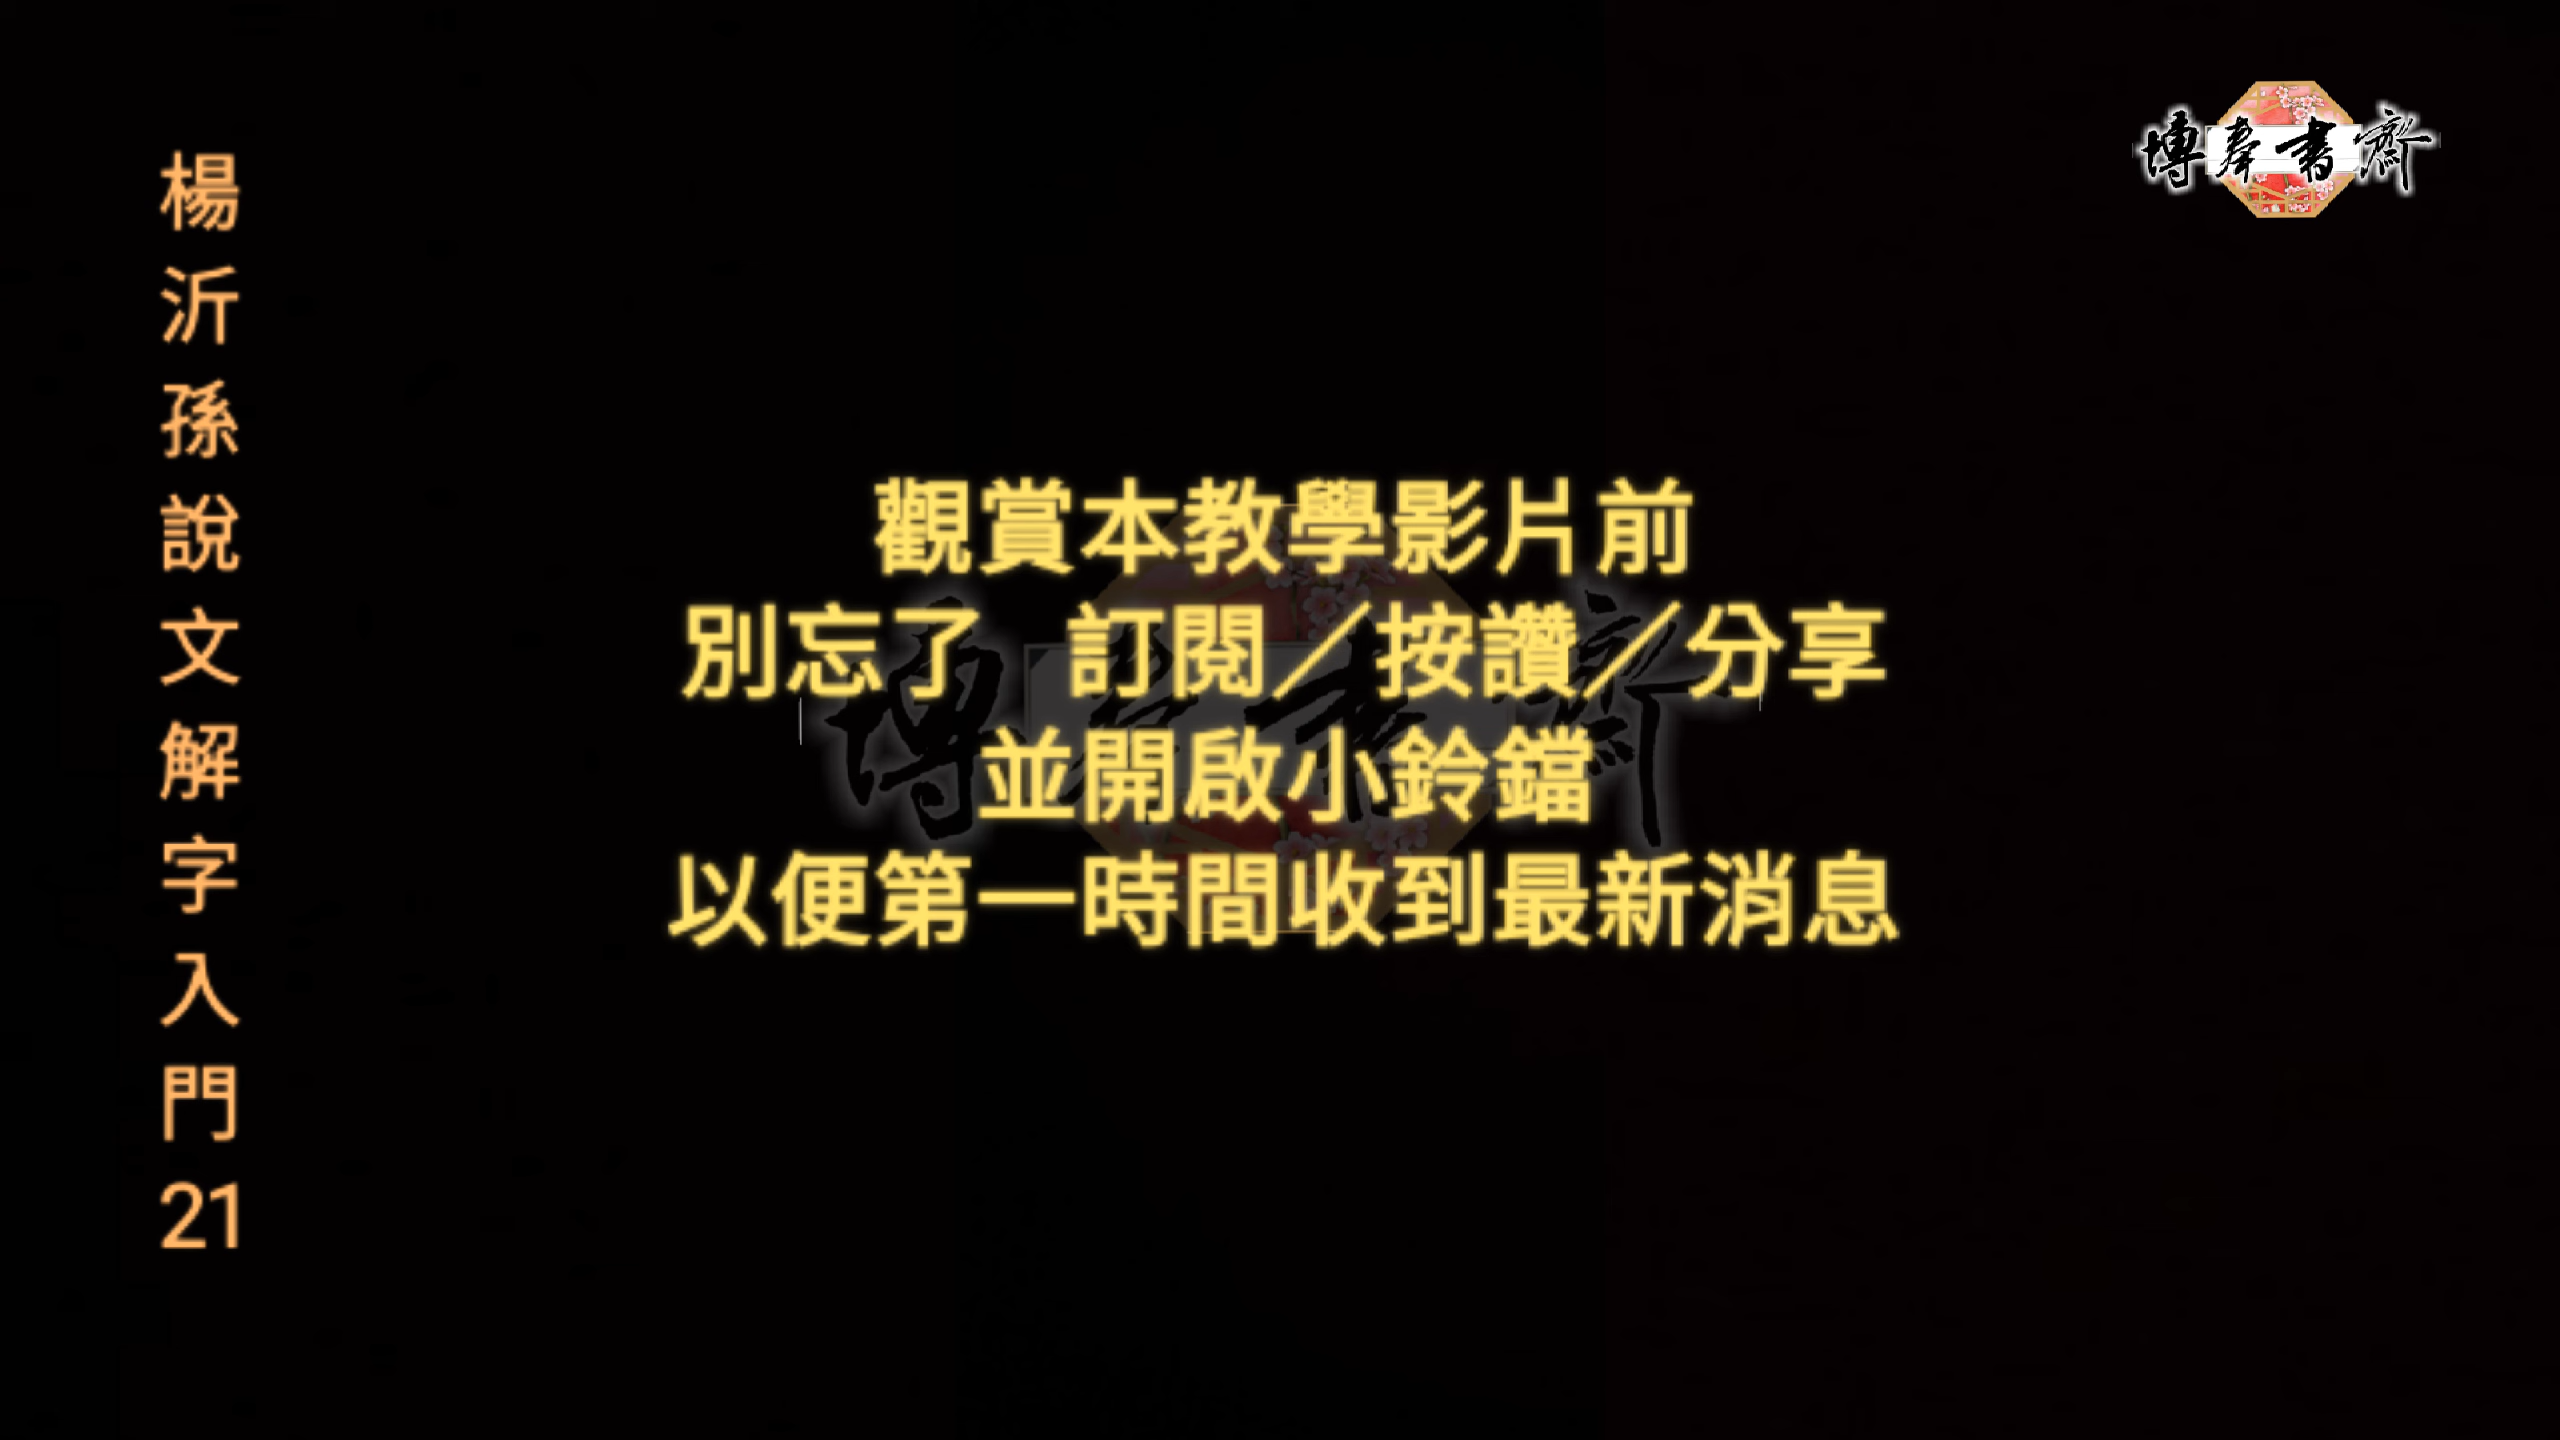 楊沂孫說文解字入門21
博羣書齋
觀賞本教學影片前
別忘了 訂閱／按讚／分享
並開啟小鈴鐺
以便第一時間收到最新消息